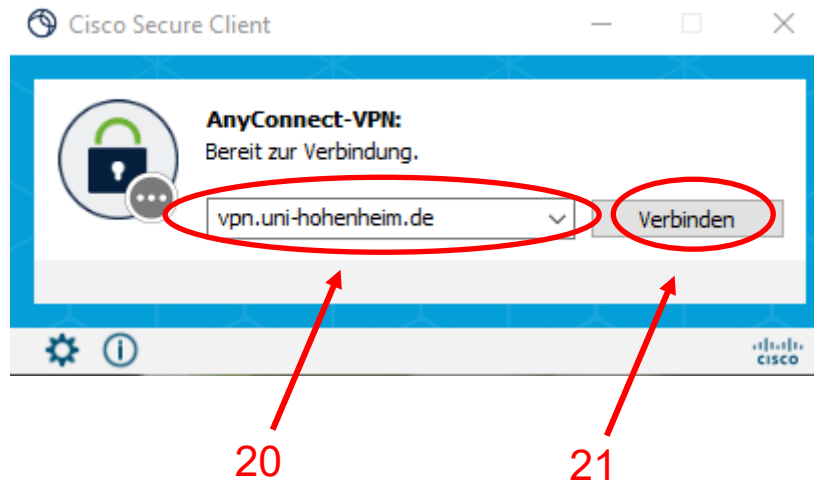 Cisco Secure Client
AnyConnect-VPN:
Bereit zur Verbindung.
vpn.uni-hohenheim.de
Verbinden
CISCO
20
21